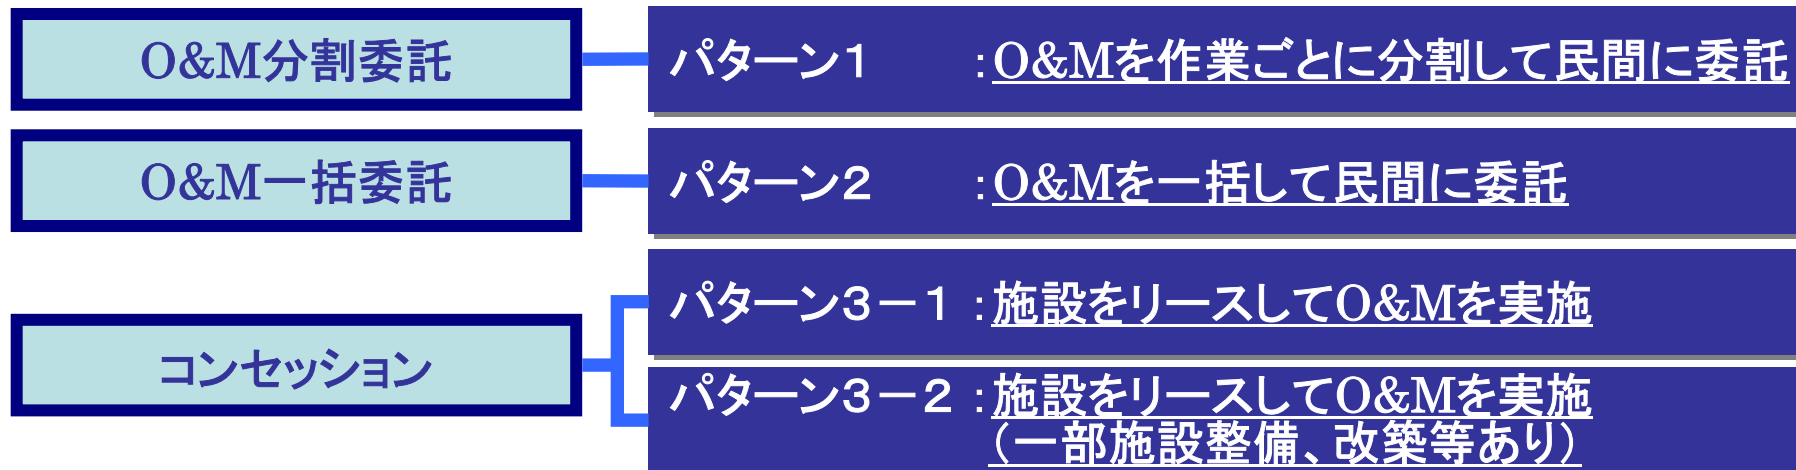 O&M分割委託
パターン1 :O&Mを作業ごとに分割して民間に委託
O&M一括委託
パターン2 :O&Mを一括して民間に委託
コンセッション
パターン3-1 :施設をリースしてO&Mを実施
パターン3-2 :施設をリースしてO&Mを実施
(一部施設整備、改築等あり)